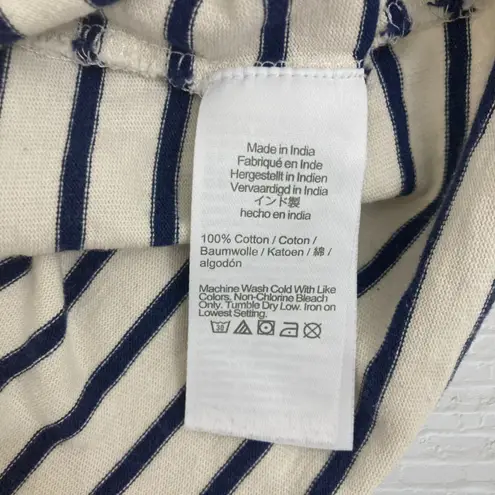 Made in India
Fabriqué en Inde
Hergestellt in Indien
Vervaardigd in India
インド製
hecho en india
100% Cotton / Coton /
Baumwolle / Katoen / 綿 /
algodón
Machine Wash Cold With Like
Colors, Non-Chlorine Bleach
Only. Tumble Dry Low. Iron on
Lowest Setting.
30